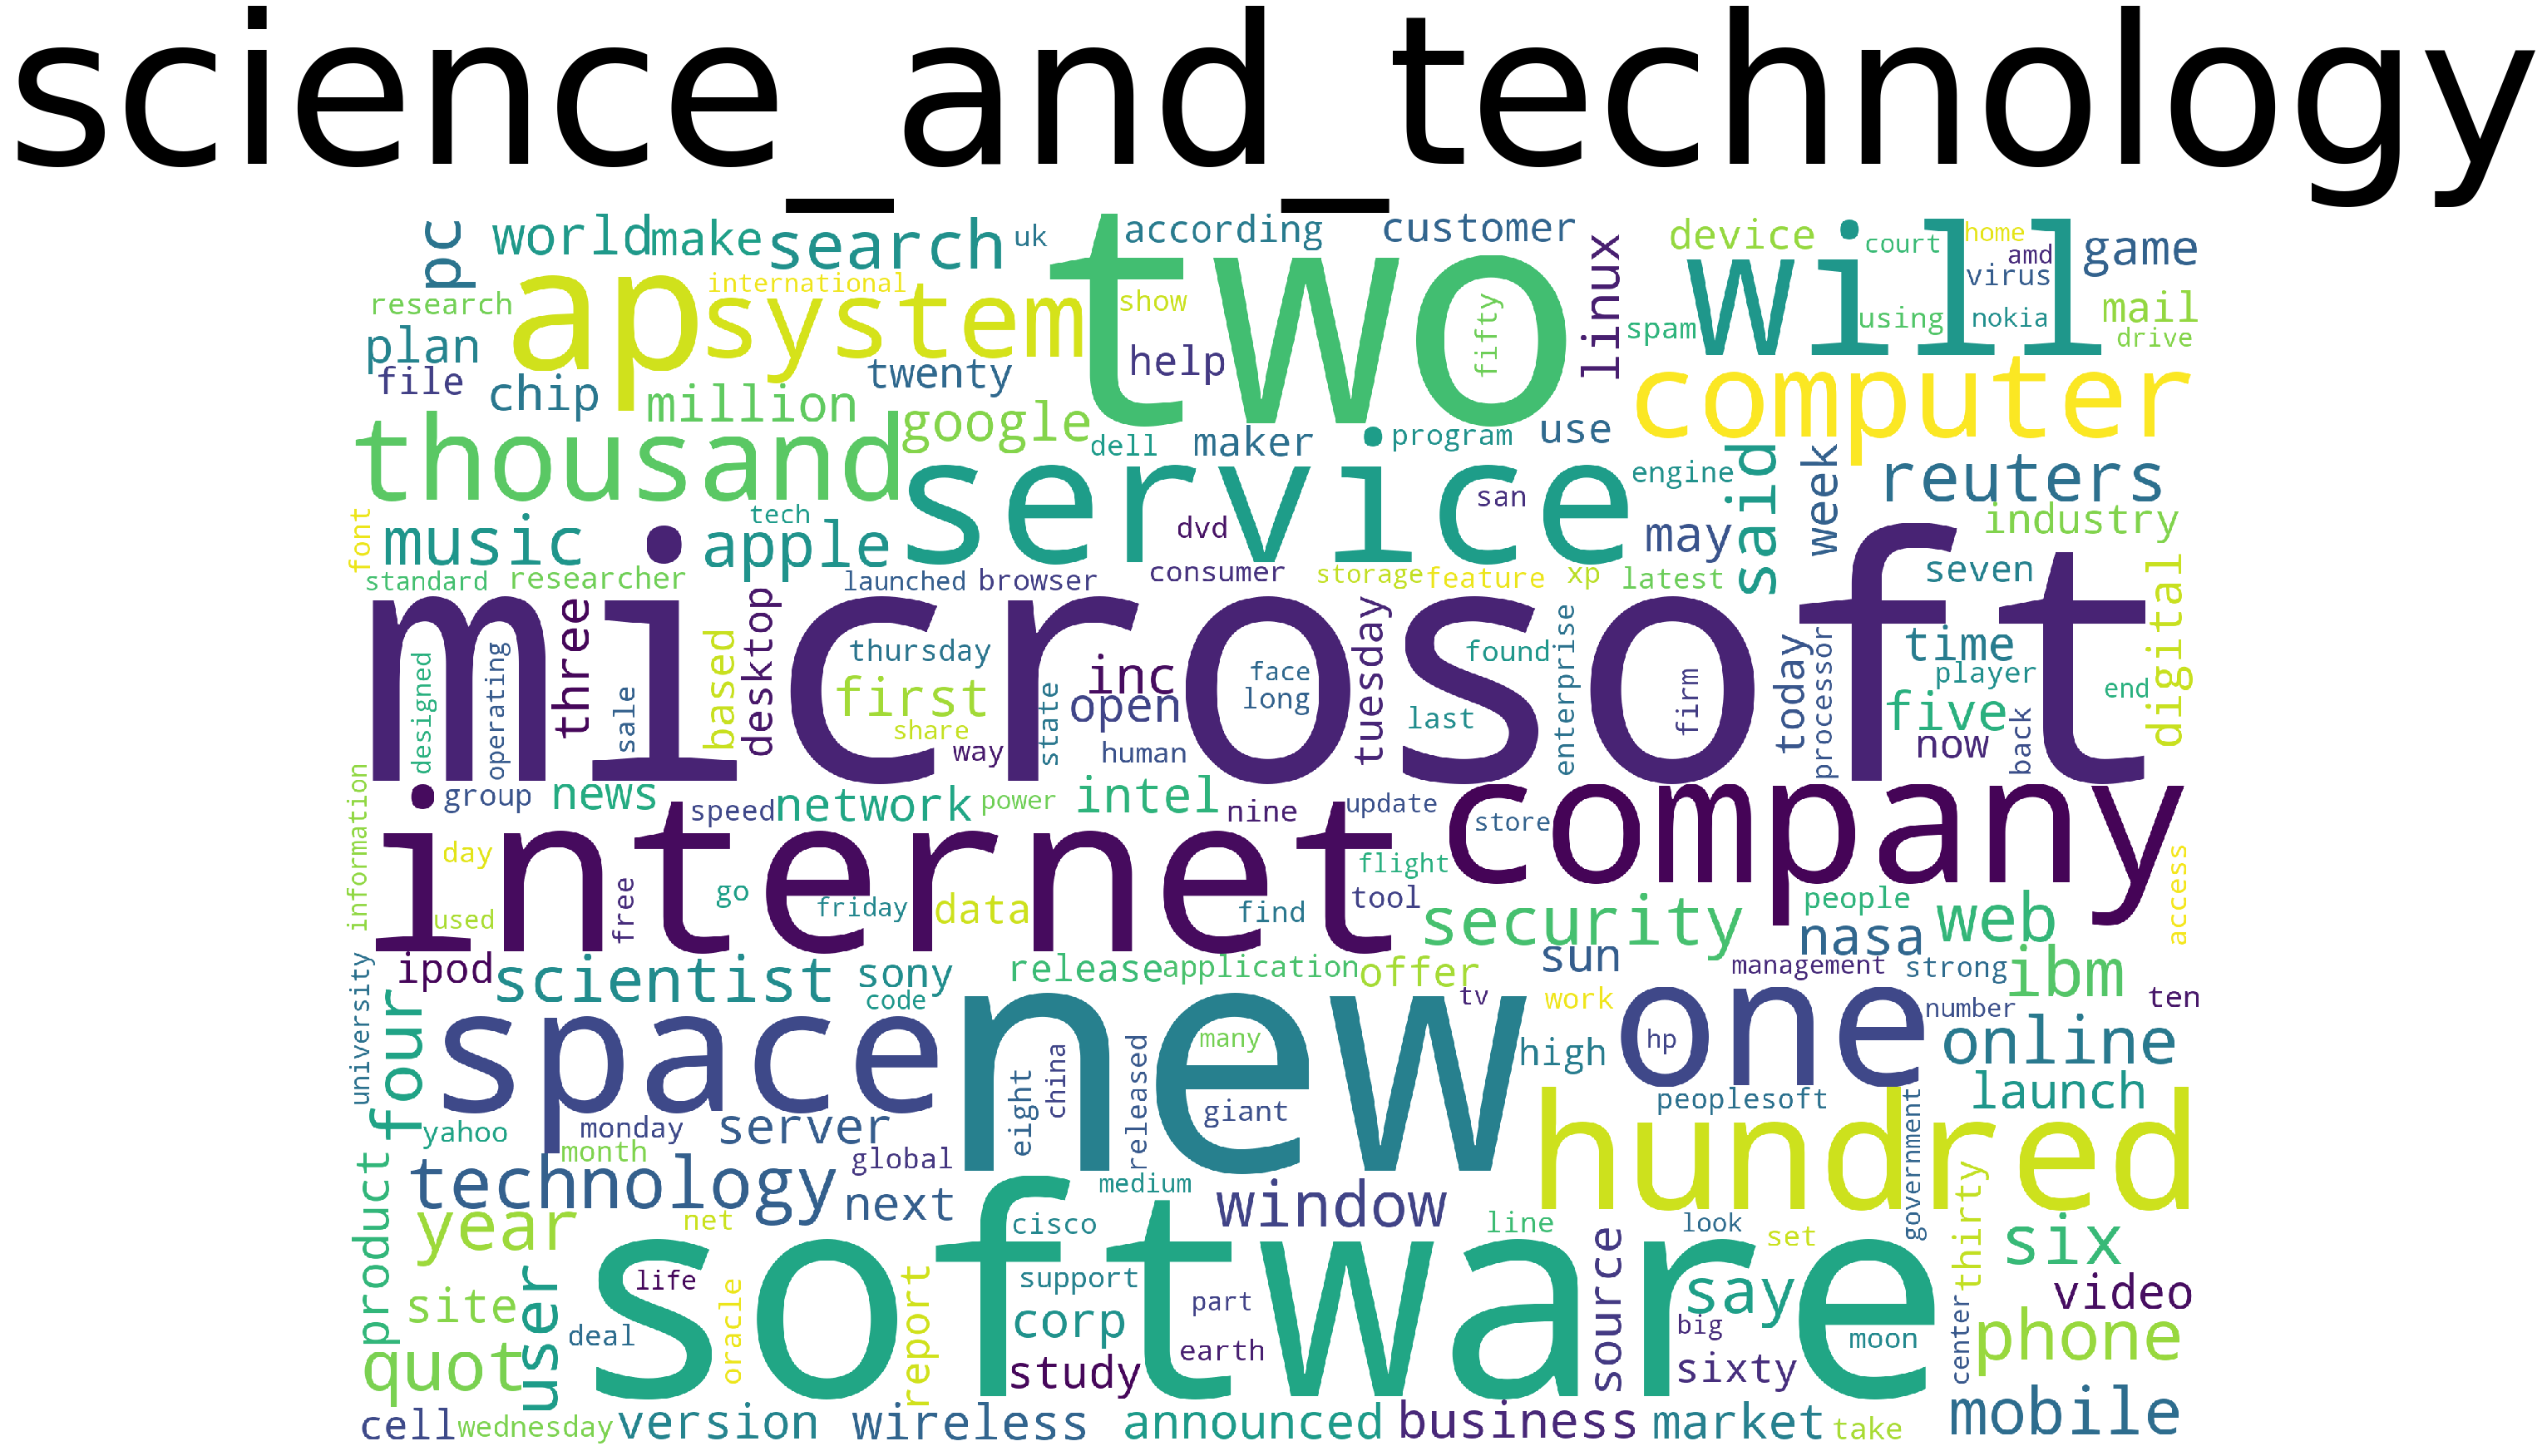 science_and_technology
pc world make search uk according customer linux device court home amd virus game
research ap international system two show fifty spam will using nokia mail drive
plan file chip million twenty help computer
thousand google dell maker program use said week reuters
font music tech apple service dvd san engine may industry
standard researcher launched browser consumer storage feature xp latest seven digital
microsoft
designed operating three sale based desktop thursday first share way state inc open human face long tuesday last found enterprise firm today processor time player five now back end
information group news speed network power intel nine update store company
internet day used free go friday data find flight tool security people web access
university ipod scientist sony code release application offer tv sun work nasa management strong ibm ten
four space new many eight china released giant high one hp number online
yahoo monday month server global peoplesoft government launch hundred
product technology next medium window line look set thirty six
year net cisco source say video
site user software life oracle report support corp part big center phone
quot deal study earth sixty moon
cell wednesday version wireless announced business market take mobile